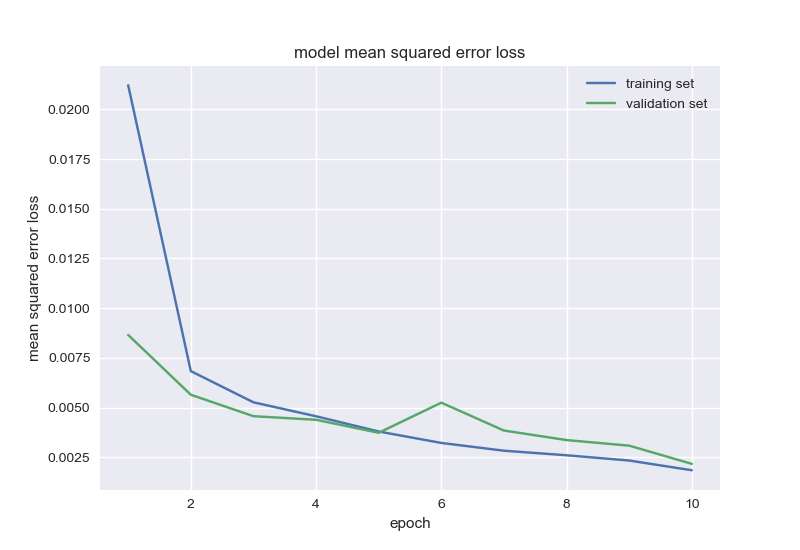 model mean squared error loss
training set
validation set
0.0200
0.0175
0.0150
0.0125
0.0100
0.0075
0.0050
0.0025
mean squared error loss
2 4 6 8 10
epoch